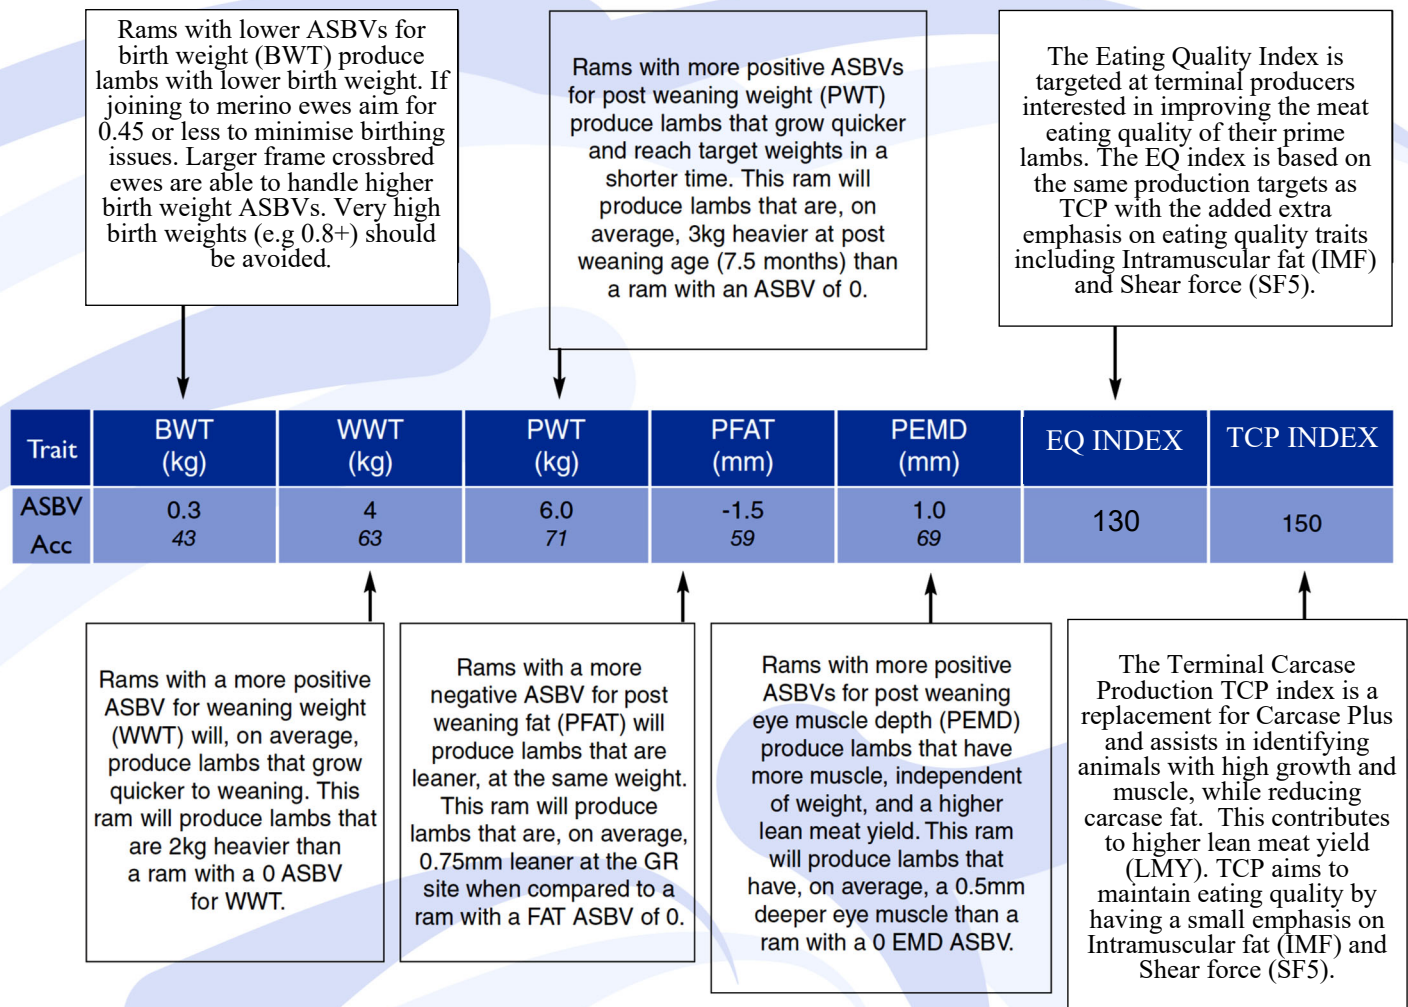 Rams with lower ASBVs for
birth weight (BWT) produce
lambs with lower birth weight. If
joining to merino ewes aim for
0.45 or less to minimise birthing
issues. Larger frame crossbred
ewes are able to handle higher
birth weight ASBVs. Very high
birth weights (e.g 0.8+) should
be avoided.
Rams with more positive ASBVs
for post weaning weight (PWT)
produce lambs that grow quicker
and reach target weights in a
shorter time. This ram will
produce lambs that are, on
average, 3kg heavier at post
weaning age (7.5 months) than
a ram with an ASBV of 0.
The Eating Quality Index is
targeted at terminal producers
interested in improving the meat
eating quality of their prime
lambs. The EQ index is based on
the same production targets as
TCP with the added extra
emphasis on eating quality traits
including Intramuscular fat (IMF)
and Shear force (SF5).
Trait BWT (kg) WWT (kg) PWT (kg) PFAT (mm) PEMD (mm) EQ INDEX TCP INDEX
ASBV 0.3 4 6.0 -1.5 1.0 130 150
Acc 43 63 71 59 69
Rams with a more positive
ASBV for weaning weight
(WWT) will, on average,
produce lambs that grow
quicker to weaning. This
ram will produce lambs that
are 2kg heavier than
a ram with a 0 ASBV
for WWT.
Rams with a more
negative ASBV for post
weaning fat (PFAT) will
produce lambs that are
leaner, at the same weight.
This ram will produce
lambs that are, on average,
0.75mm leaner at the GR
site when compared to a
ram with a FAT ASBV of 0.
Rams with more positive
ASBVs for post weaning
eye muscle depth (PEMD)
produce lambs that have
more muscle, independent
of weight, and a higher
lean meat yield. This ram
will produce lambs that
have, on average, a 0.5mm
deeper eye muscle than a
ram with a 0 EMD ASBV.
The Terminal Carcase
Production TCP index is a
replacement for Carcase Plus
and assists in identifying
animals with high growth and
muscle, while reducing
carcase fat. This contributes
to higher lean meat yield
(LMY). TCP aims to
maintain eating quality by
having a small emphasis on
Intramuscular fat (IMF) and
Shear force (SF5).